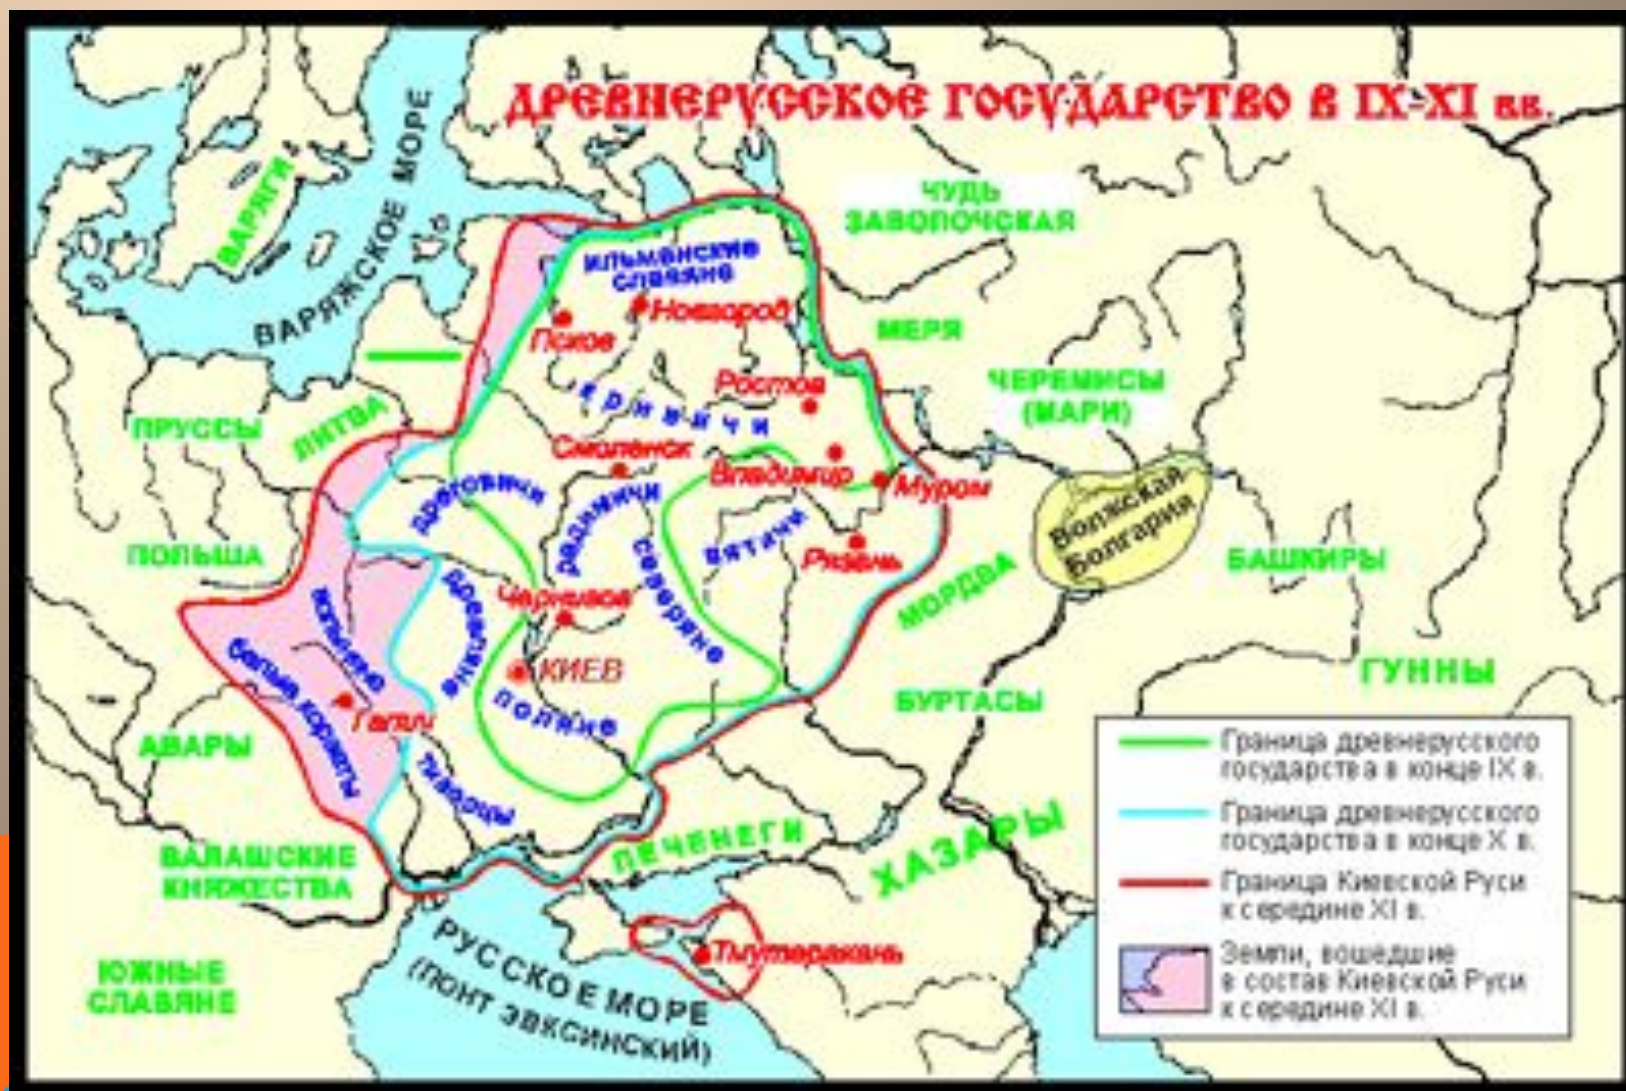 ДРЕВНЕРУССКОЕ ГОСУДАРСТВО В IX-XI вв.
ВАРЯГИ
ВАРЯЖСКОЕ МОРЕ
ЧУДЬ
ЗАВОЛОЧСКАЯ
ильменские
славяне
Новгород
Псков
МЕРЯ
Ростов
ЧЕРЕМИСЫ
(МАРИ)
кривичи
ПРУССЫ
ЛИТВА
Смоленск
Владимир
Муром
дреговичи
радимичи
вятичи
Волжская
Болгария
северяне
Рязань
ПОЛЬША
БАШКИРЫ
МОРДВА
древляне
Чернигов
волыняне
белые хорваты
КИЕВ
ГУННЫ
поляне
БУРТАСЫ
Галич
АВАРЫ
тиверцы
ПЕЧЕНЕГИ
ХАЗАРЫ
ВАЛАШСКИЕ
КНЯЖЕСТВА
РУССКОЕ МОРЕ
(ПОНТ ЭВКСИНСКИЙ)
Тмутаракань
ЮЖНЫЕ
СЛАВЯНЕ
Граница древнерусского
государства в конце IX в.
Граница древнерусского
государства в конце X в.
Граница Киевской Руси
к середине XI в.
Земли, вошедшие
в состав Киевской Руси
к середине XI в.